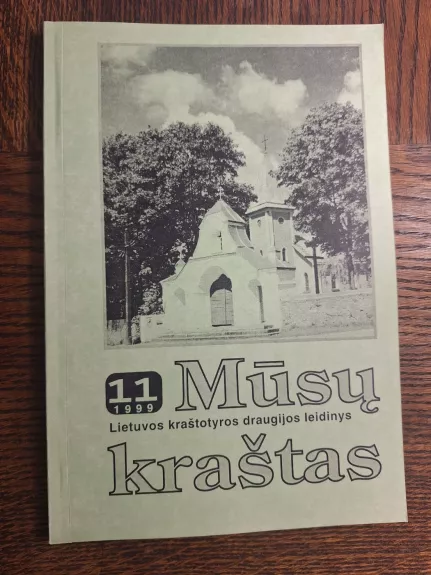 11
1999
Mūsų
Lietuvos kraštotyros draugijos leidinys
kraštas